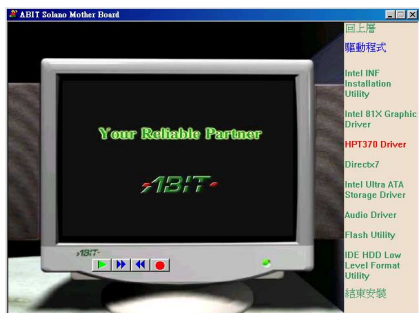 ABIT Solano Mother Board
回上層
驅動程式
Intel INF
Installation
Utility
Intel 81X Graphic
Driver
HPT370 Driver
Directx7
Intel Ultra ATA
Storage Driver
Audio Driver
Flash Utility
IDE HDD Low
Level Format
Utility
結束安裝
Your Reliable Partner
ABIT
ABIT